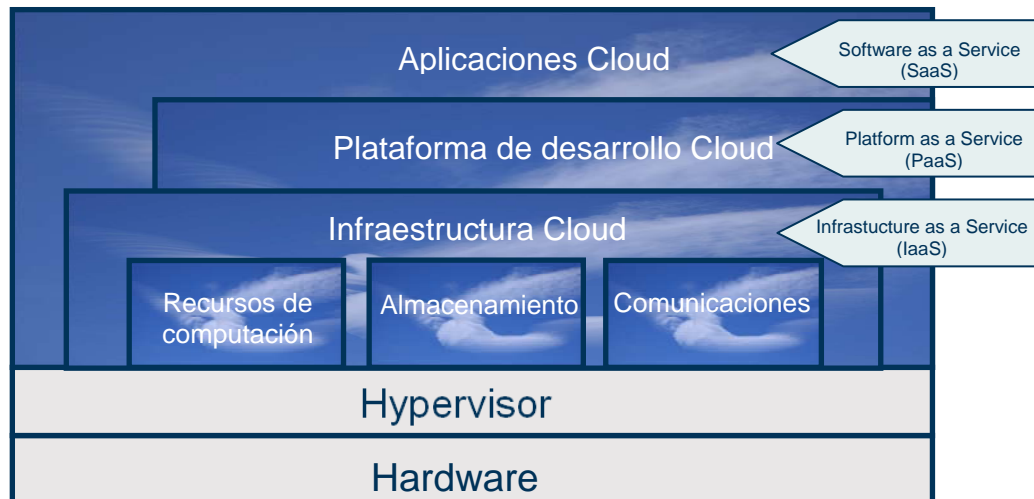 Aplicaciones Cloud
Software as a Service
(SaaS)
Plataforma de desarrollo Cloud
Platform as a Service
(PaaS)
Infraestructura Cloud
Infrastucture as a Service
(IaaS)
Recursos de
computación
Almacenamiento
Comunicaciones
Hypervisor
Hardware